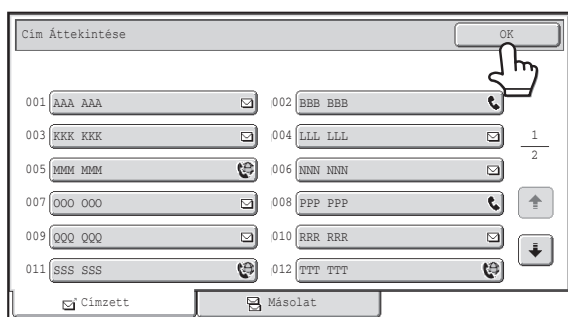 Cím Áttekintése OK
001 AAA AAA 002 BBB BBB
003 KKK KKK 004 LLL LLL
1
005 MMM MMM 006 NNN NNN
2
007 OOO OOO 008 PPP PPP
009 QQQ QQQ 010 RRR RRR
011 SSS SSS 012 TTT TTT
Címzett Másolat